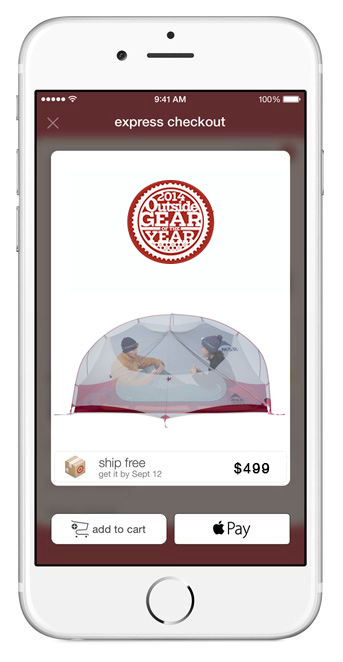 9:41 AM
100%
express checkout
2014
Outside
GEAR
OF THE
YEAR
ship free
get it by Sept 12
$499
add to cart
Pay